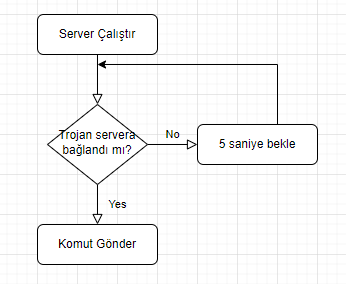 Server Çalıştır
Trojan servera
bağlandı mı?
No
5 saniye bekle
Yes
Komut Gönder